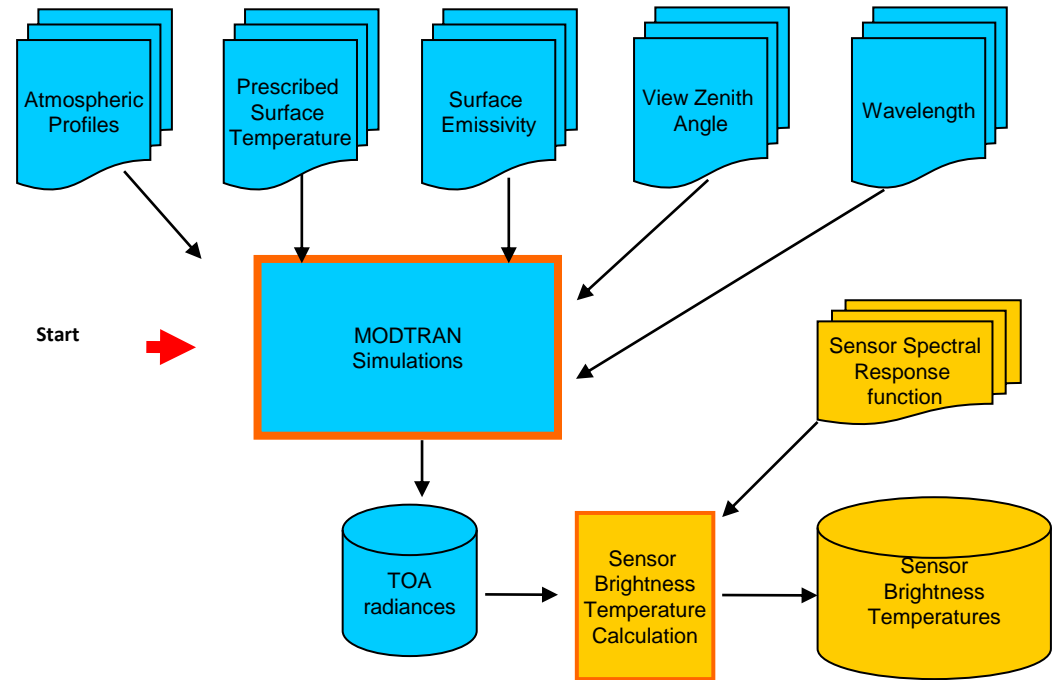 Atmospheric
Profiles
Prescribed
Surface
Temperature
Surface
Emissivity
View Zenith
Angle
Wavelength
Start
MODTRAN
Simulations
Sensor Spectral
Response
function
TOA
radiances
Sensor
Brightness
Temperature
Calculation
Sensor
Brightness
Temperatures